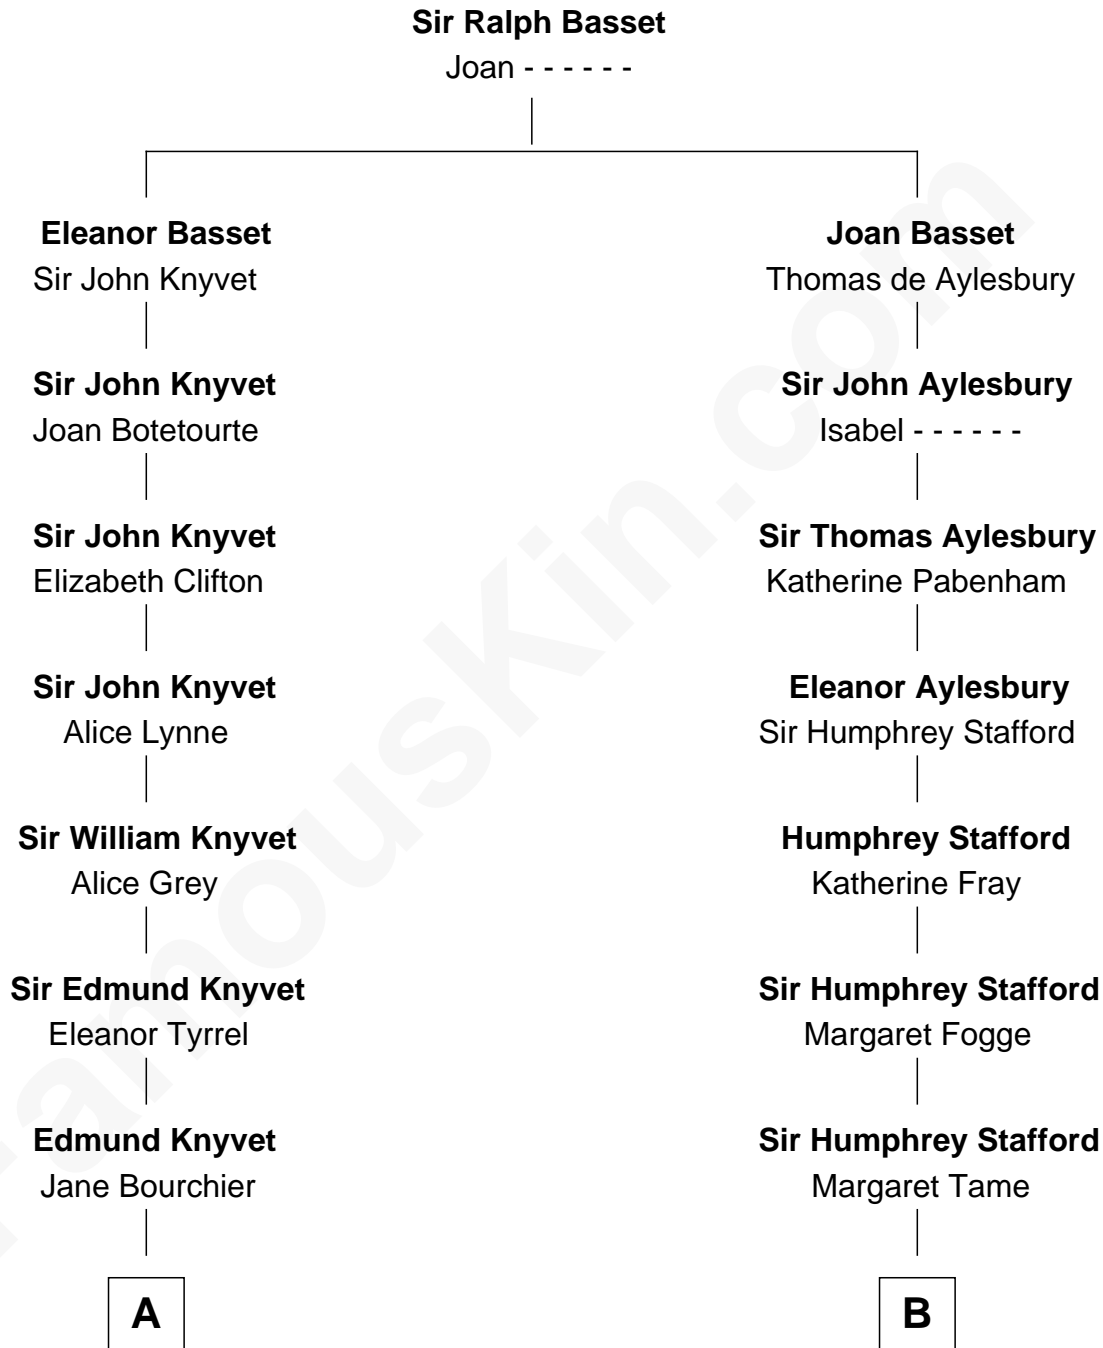 Sir Ralph Basset
Joan - - - - - -
Eleanor Basset
Sir John Knyvet
Joan Basset
Thomas de Aylesbury
Sir John Knyvet
Joan Botetourte
Sir John Aylesbury
Isabel - - - - - -
Sir John Knyvet
Elizabeth Clifton
Sir Thomas Aylesbury
Katherine Pabenham
Sir John Knyvet
Alice Lynne
Eleanor Aylesbury
Sir Humphrey Stafford
Sir William Knyvet
Alice Grey
Humphrey Stafford
Katherine Fray
Sir Edmund Knyvet
Eleanor Tyrrel
Sir Humphrey Stafford
Margaret Fogge
Edmund Knyvet
Jane Bourchier
Sir Humphrey Stafford
Margaret Tame
A
B
FamousKin.com